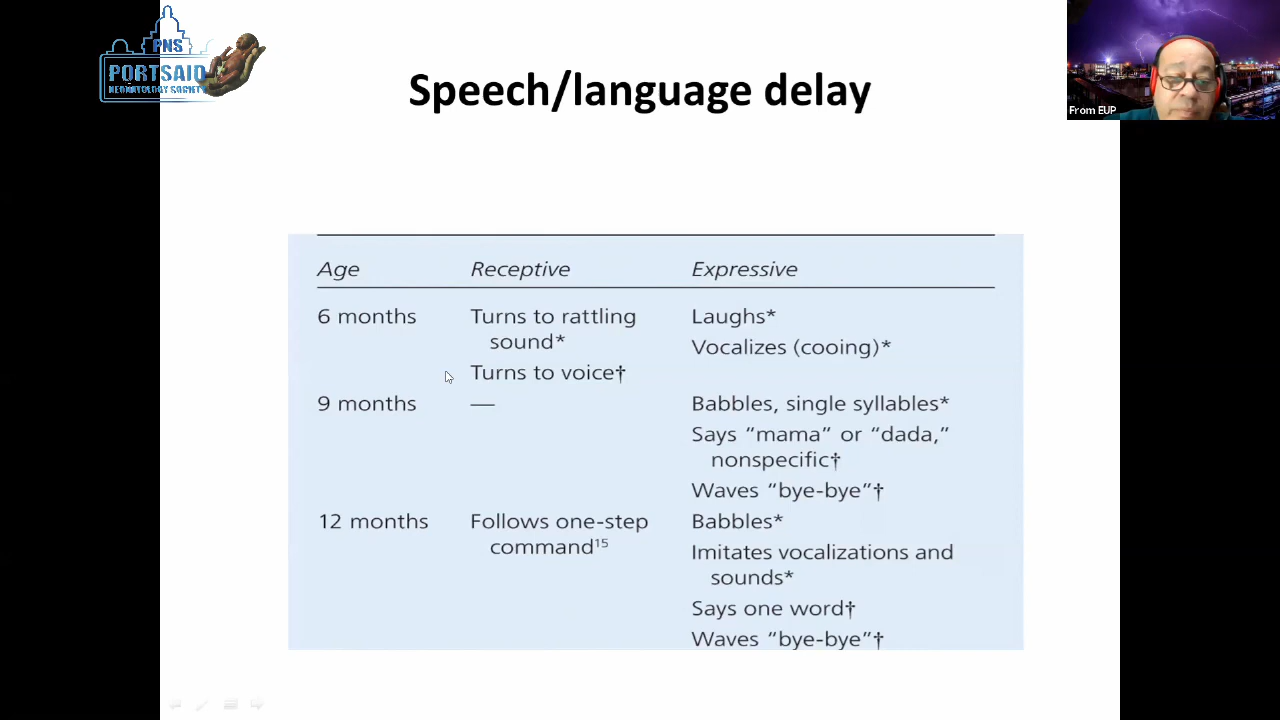 PNS
PORTSAID
NEONATOLOGY SOCIETY
Speech/language delay
From EUP
Age Receptive Expressive
6 months Turns to rattling Laughs*
sound* Vocalizes (cooing)*
Turns to voice†
9 months — Babbles, single syllables*
Says “mama” or “dada,”
nonspecific†
Waves “bye-bye”†
12 months Follows one-step Babbles*
command15 Imitates vocalizations and
sounds*
Says one word†
Waves “bye-bye”†